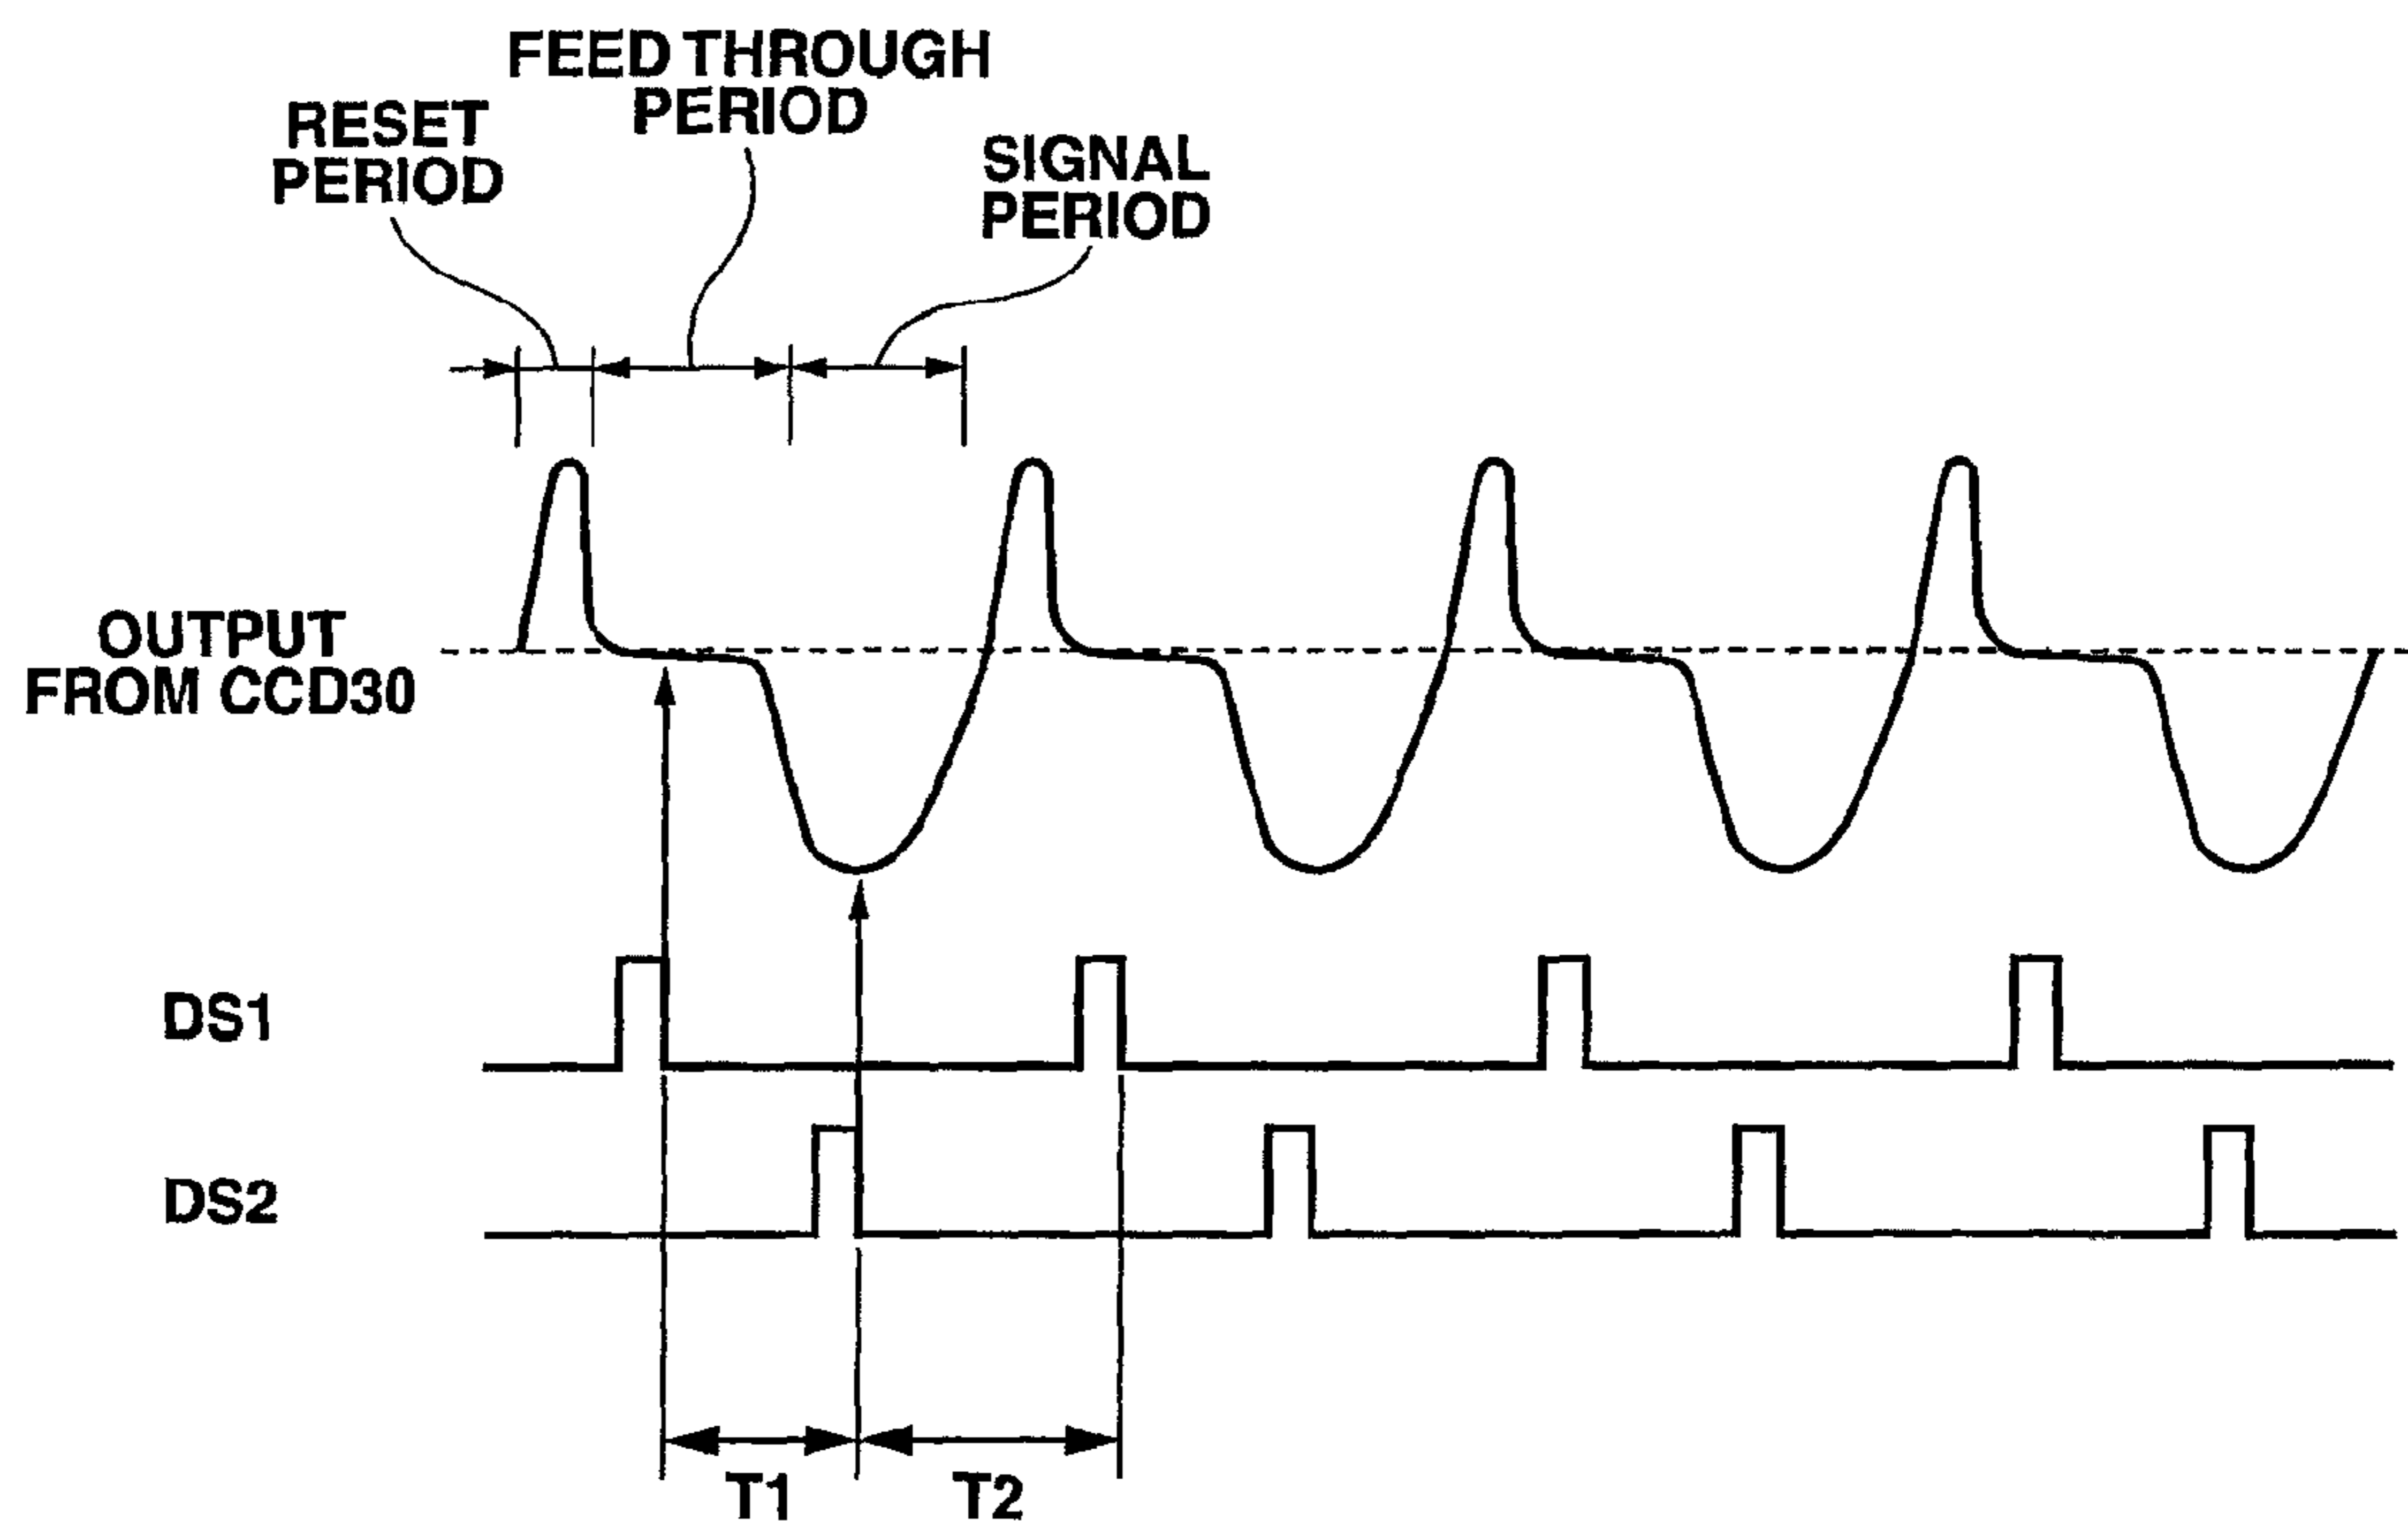 FEED THROUGH
PERIOD
RESET
PERIOD
SIGNAL
PERIOD
OUTPUT
FROM CCD30
DS1
DS2
T1
T2